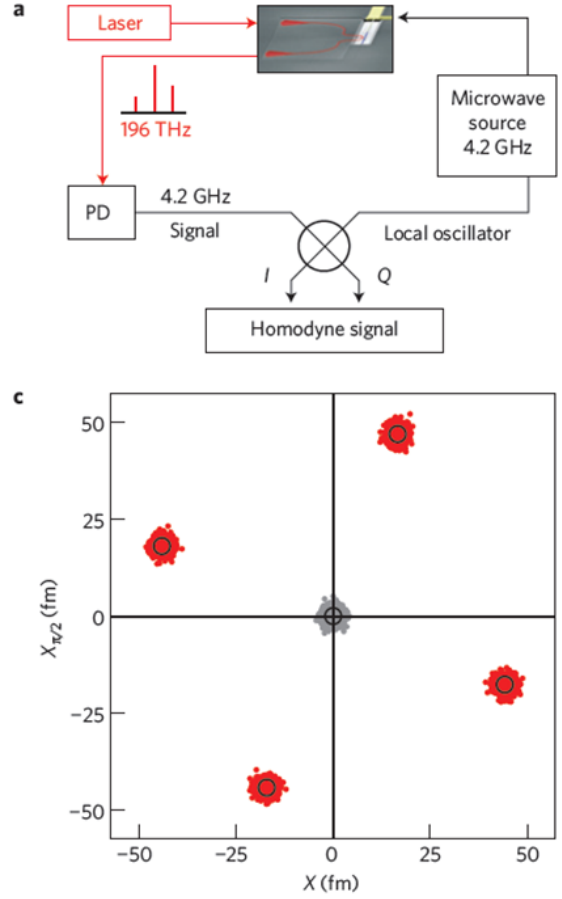 a
Laser
196 THz
Microwave
source
4.2 GHz
PD
4.2 GHz
Signal
Local oscillator
I
Q
Homodyne signal
c
50
25
0
−25
−50
Xπ/2 (fm)
−50
−25
0
25
50
X (fm)